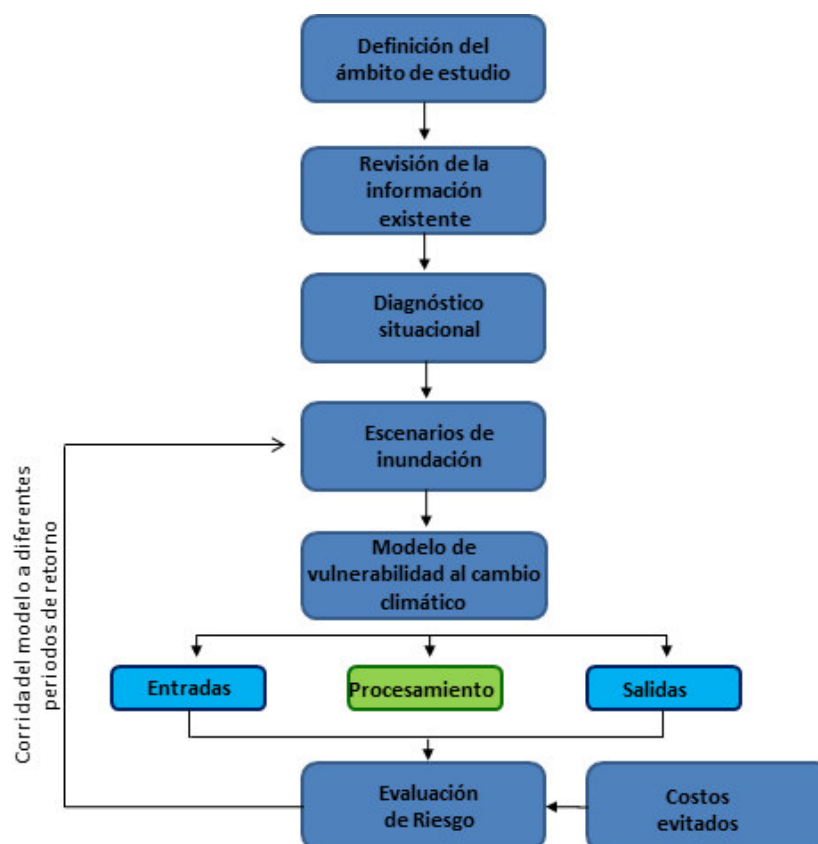 Definición del
ámbito de estudio
Revisión de la
información
existente
Diagnóstico
situacional
Escenarios de
inundación
Modelo de
vulnerabilidad al cambio
climático
Entradas
Procesamiento
Salidas
Evaluación
de Riesgo
Costos
evitados
Corrida del modelo a diferentes
periodos de retorno